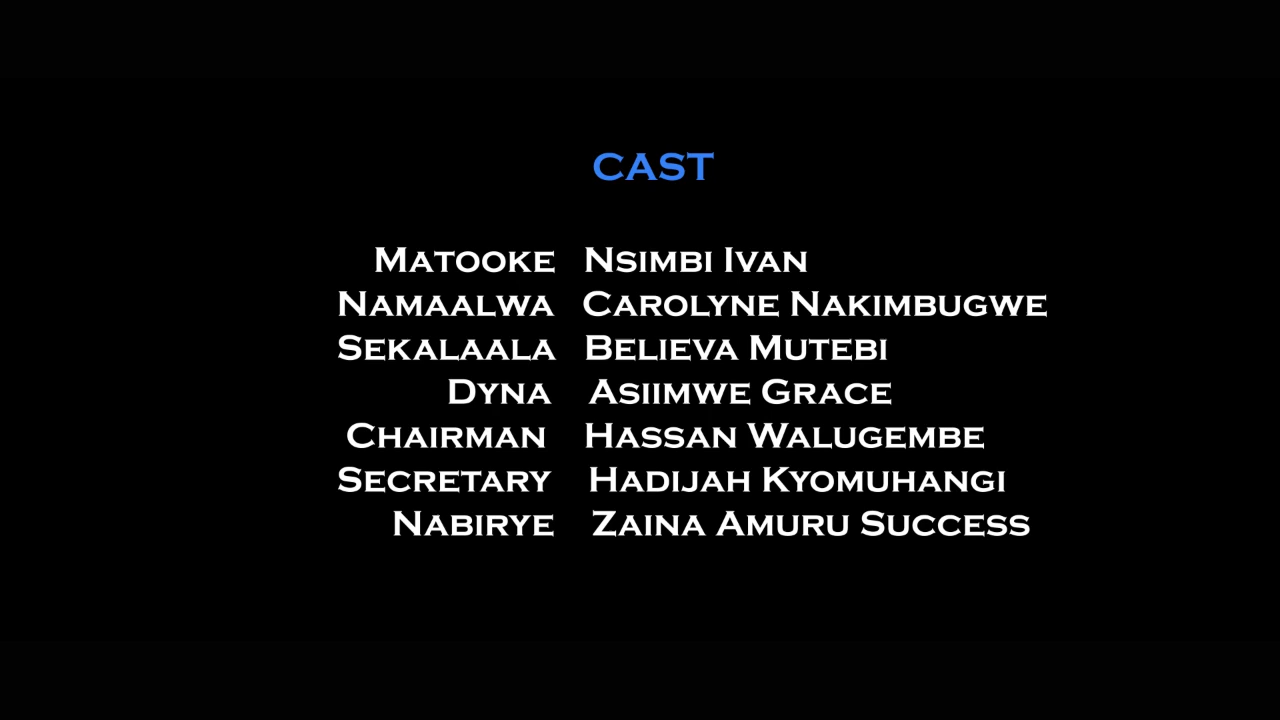 CAST
MATOOKE NSIMBI IVAN
NAMAALWA CAROLYNE NAKIMBUGWE
SEKALAALA BELIEVA MUTEBI
DYNA ASIIMWE GRACE
CHAIRMAN HASSAN WALUGEMBE
SECRETARY HADIJAH KYOMUHANGI
NABIRYE ZAINA AMURU SUCCESS